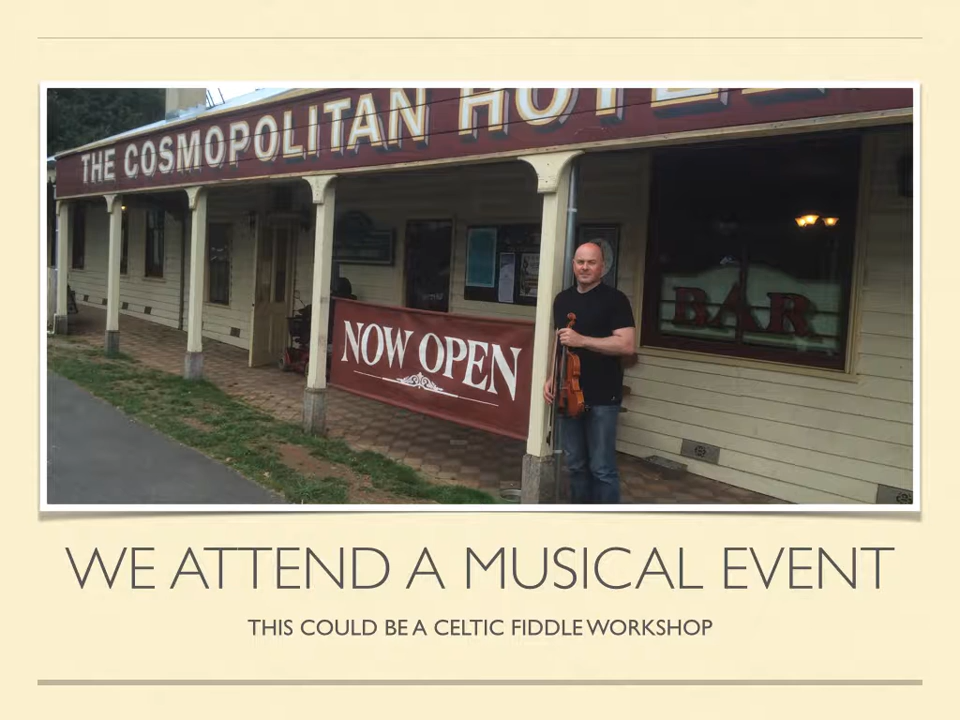 THE COSMOPOLITAN HOTEL
NOW OPEN
BAR
WE ATTEND A MUSICAL EVENT
THIS COULD BE A CELTIC FIDDLE WORKSHOP